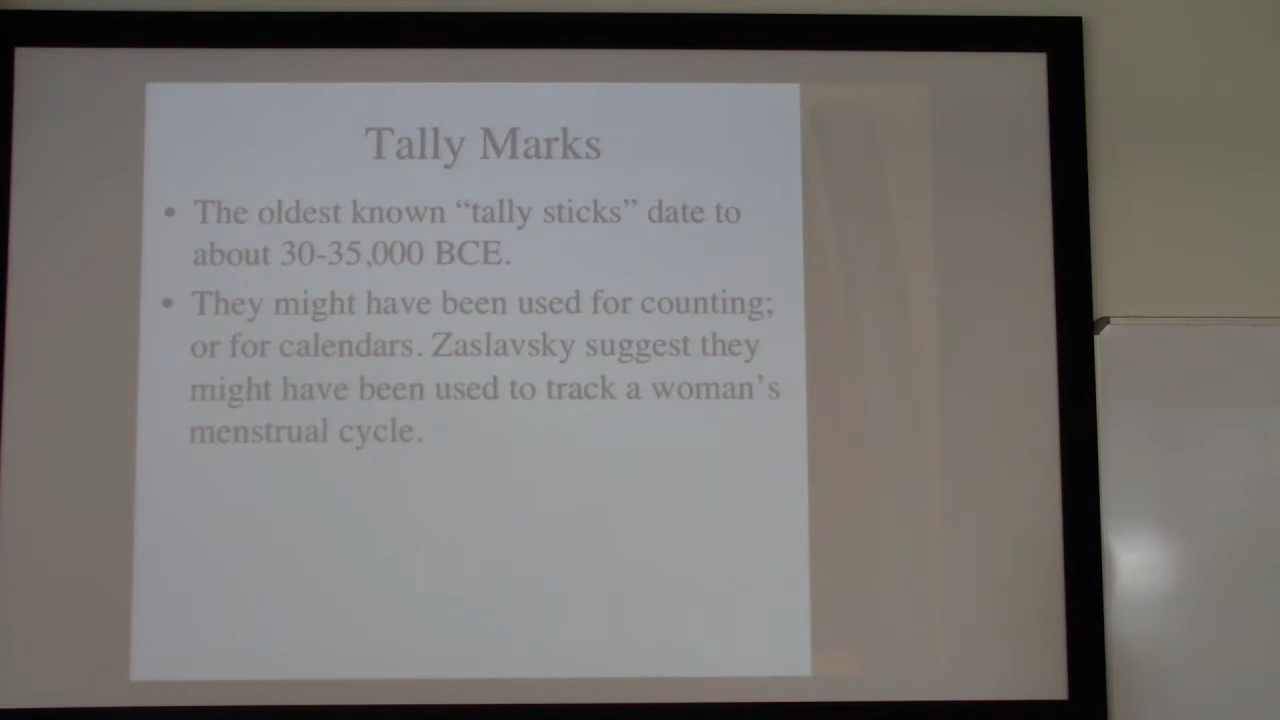 Tally Marks
• The oldest known “tally sticks” date to
about 30-35,000 BCE.
• They might have been used for counting;
or for calendars. Zaslavsky suggest they
might have been used to track a woman’s
menstrual cycle.